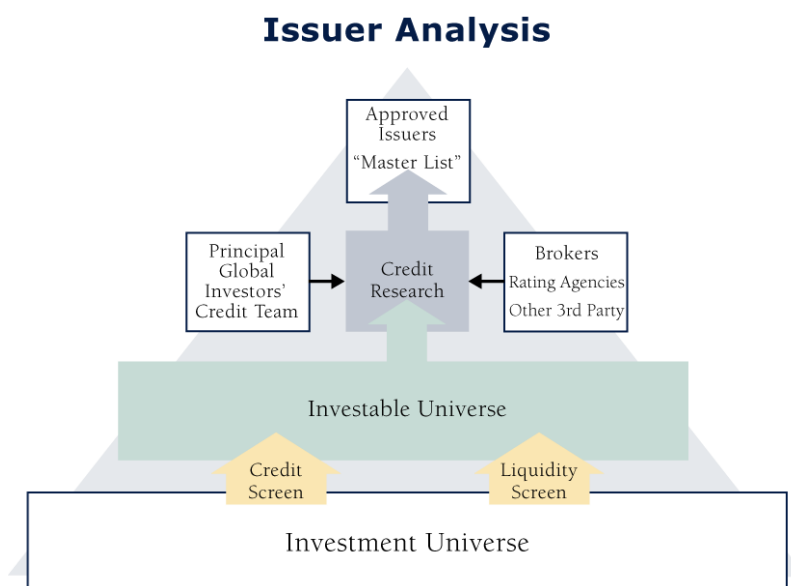 Issuer Analysis
Approved
Issuers
“Master List”
Principal
Global
Investors’
Credit Team
Credit
Research
Brokers
Rating Agencies
Other 3rd Party
Investable Universe
Credit
Screen
Liquidity
Screen
Investment Universe